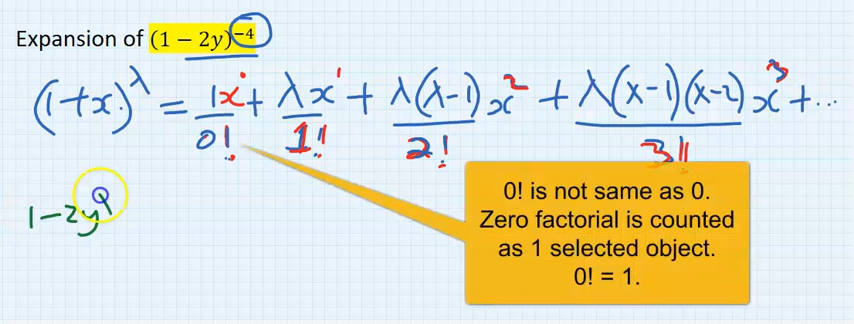 Expansion of (1 − 2y)⁻⁴
(1+x)^λ = 1x°/0! + λx¹/1! + λ(λ-1)/2! x² + λ(x-1)(x-2)/3! x³ + ...
1-2y
0! is not same as 0.
Zero factorial is counted
as 1 selected object.
0! = 1.